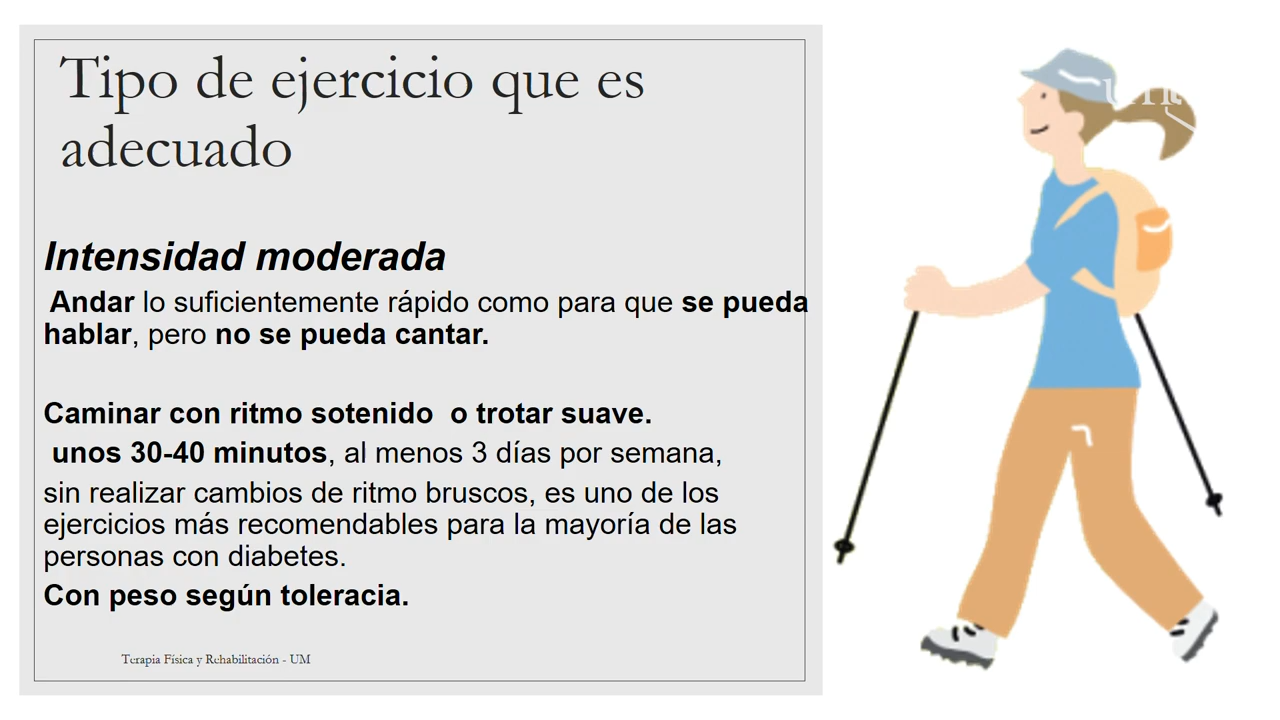 Tipo de ejercicio que es
adecuado
Intensidad moderada
Andar lo suficientemente rápido como para que se pueda
hablar, pero no se pueda cantar.
Caminar con ritmo sotenido o trotar suave.
unos 30-40 minutos, al menos 3 días por semana,
sin realizar cambios de ritmo bruscos, es uno de los
ejercicios más recomendables para la mayoría de las
personas con diabetes.
Con peso según toleracia.
Terapia Física y Rehabilitación - UM